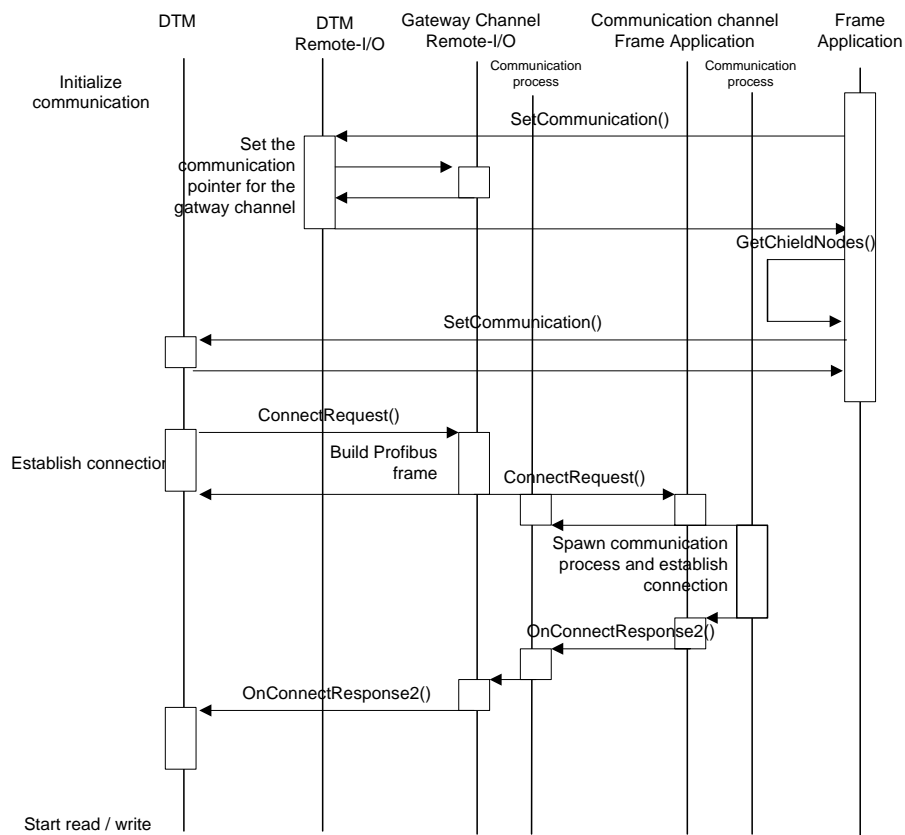 DTM
DTM
Remote-I/O
Gateway Channel
Remote-I/O
Communication channel
Frame Application
Frame
Application
Communication
process
Communication
process
Initialize
communication
SetCommunication()
Set the
communication
pointer for the
gatway channel
GetChieldNodes()
SetCommunication()
ConnectRequest()
Establish connection
Build Profibus
frame
ConnectRequest()
Spawn communication
process and establish
connection
OnConnectResponse2()
OnConnectResponse2()
Start read / write